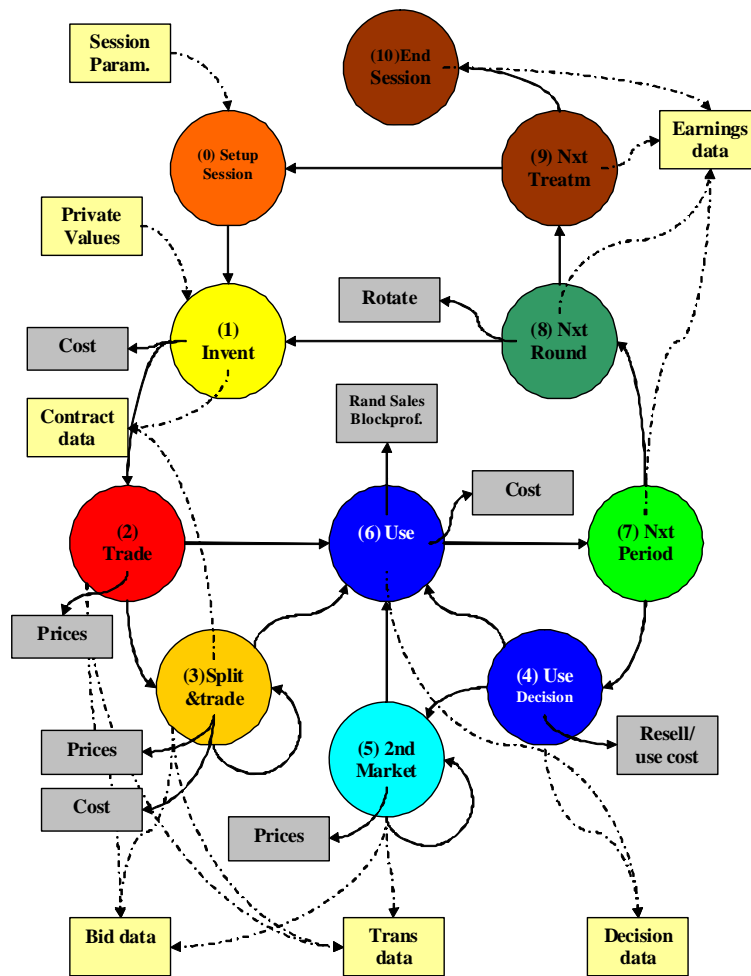 Session
Param.
(10)End
Session
(0) Setup
Session
(9) Nxt
Treatm
Earnings
data
Private
Values
Rotate
(1)
Invent
(8) Nxt
Round
Cost
Rand Sales
Blockprof.
Contract
data
Cost
(2)
Trade
(6) Use
(7) Nxt
Period
Prices
(3)Split
&trade
(4) Use
Decision
Prices
(5) 2nd
Market
Resell/
use cost
Cost
Prices
Bid data
Trans
data
Decision
data